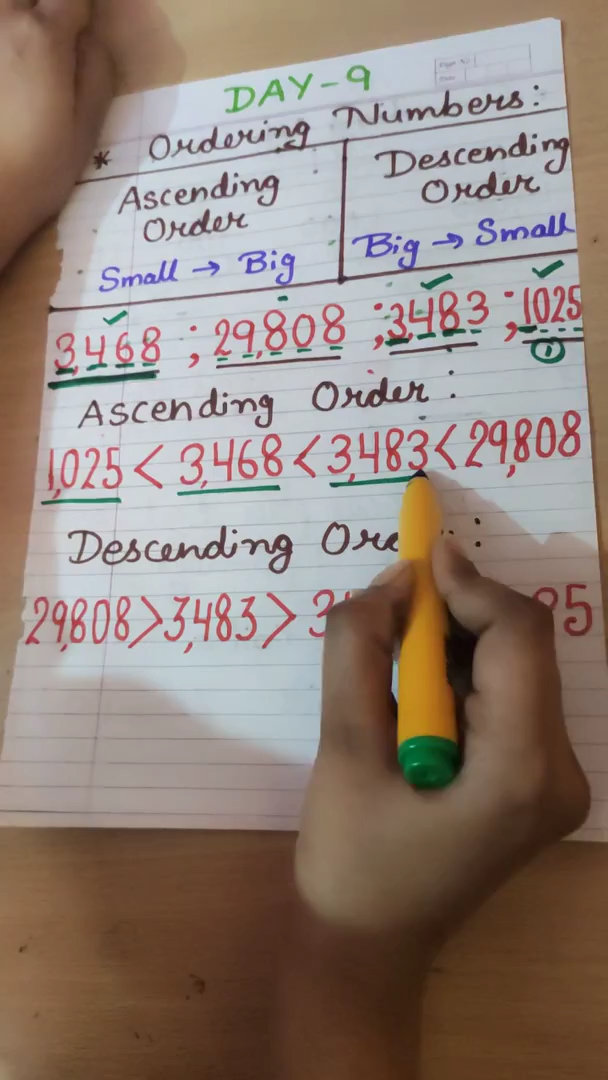 DAY-9
* Ordering Numbers:
Ascending Order
Small → Big
Descending Order
Big → Small
3,468 ; 29,808 ; 3,483 ; 1025
1
Ascending Order :
1,025 < 3,468 < 3,483 < 29,808
Descending :
29,808 > 3,483 >